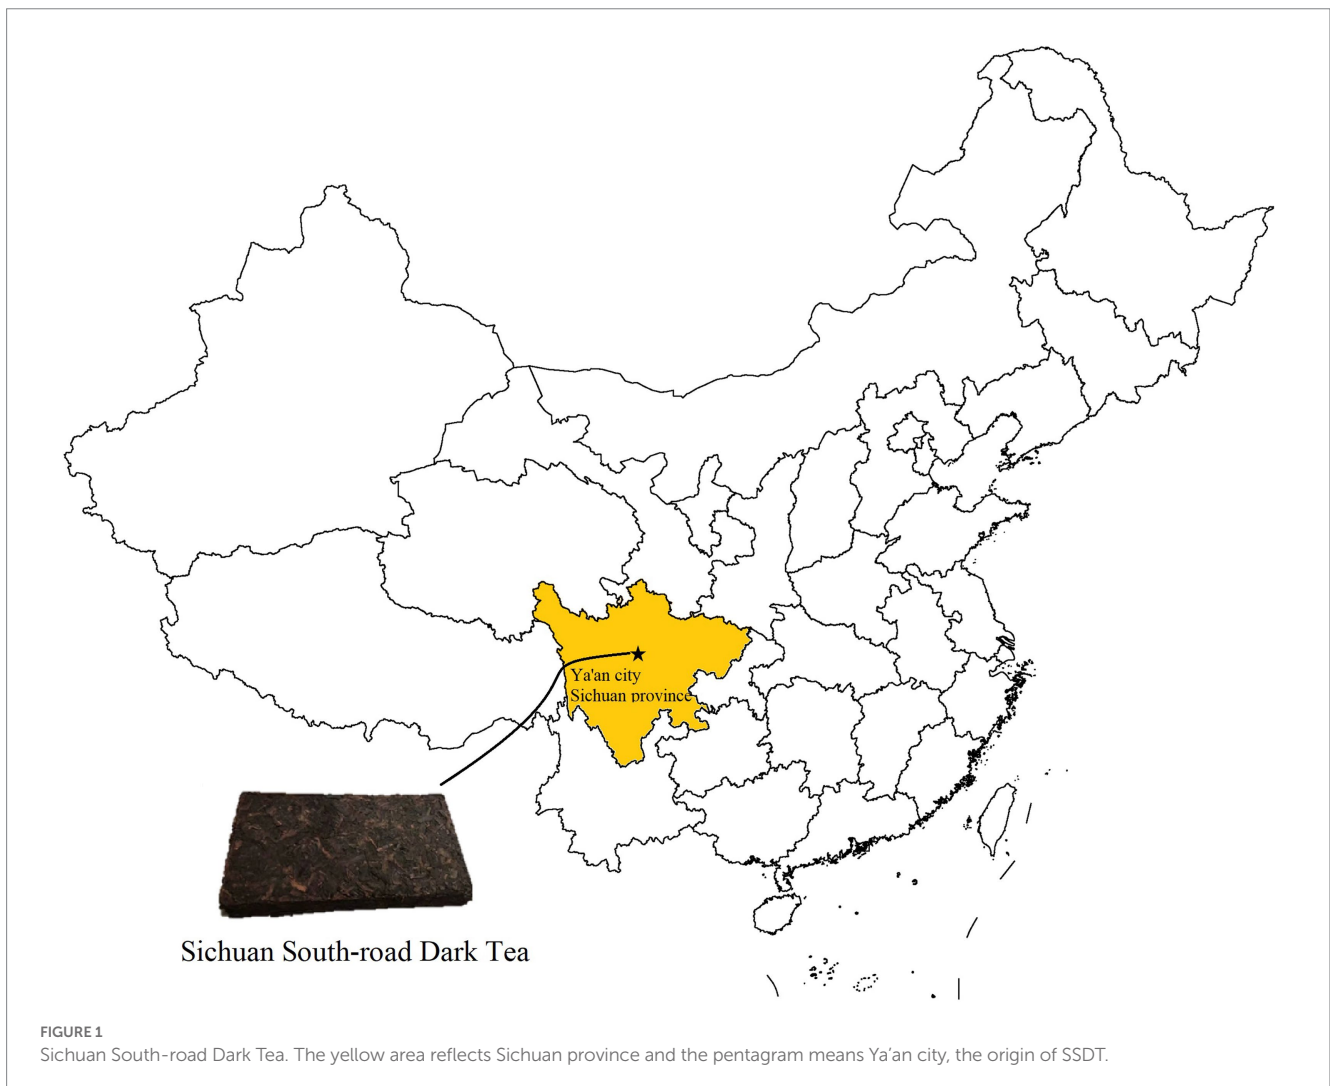 Ya'an city
Sichuan province
Sichuan South-road Dark Tea
FIGURE 1
Sichuan South-road Dark Tea. The yellow area reflects Sichuan province and the pentagram means Ya’an city, the origin of SSDT.